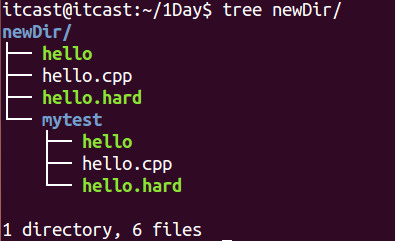 itcast@itcast:~/1Day$ tree newDir/
newDir/
├── hello
├── hello.cpp
├── hello.hard
└── mytest
    ├── hello
    ├── hello.cpp
    └── hello.hard

1 directory, 6 files